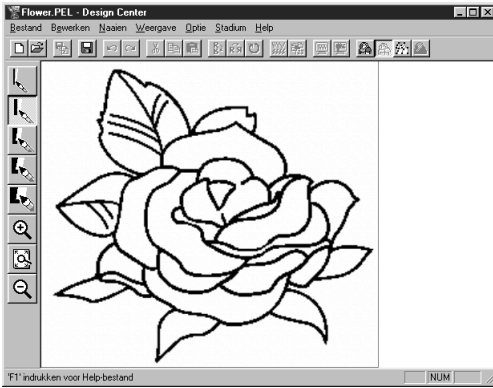 Flower.PEL - Design Center
Bestand Bewerken Naaien Weergave Optie Stadium Help
'F1' indrukken voor Help-bestand NUM